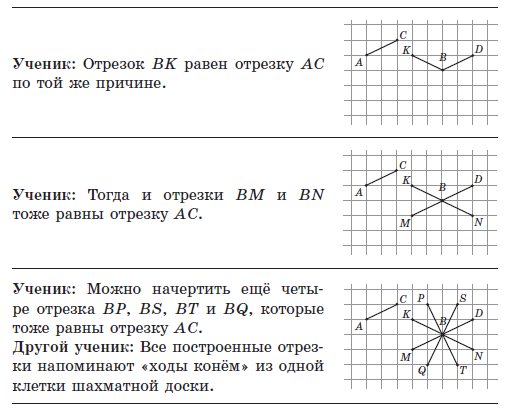 Ученик: Отрезок BK равен отрезку AC
по той же причине.
A
C
K
B
D
Ученик: Тогда и отрезки BM и BN
тоже равны отрезку AC.
A
C
K
B
D
M
N
Ученик: Можно начертить ещё четы-
ре отрезка BP, BS, BT и BQ, которые
тоже равны отрезку AC.
Другой ученик: Все построенные отрез-
ки напоминают «ходы конём» из одной
клетки шахматной доски.
A
C
P
S
K
B
D
M
N
Q
T